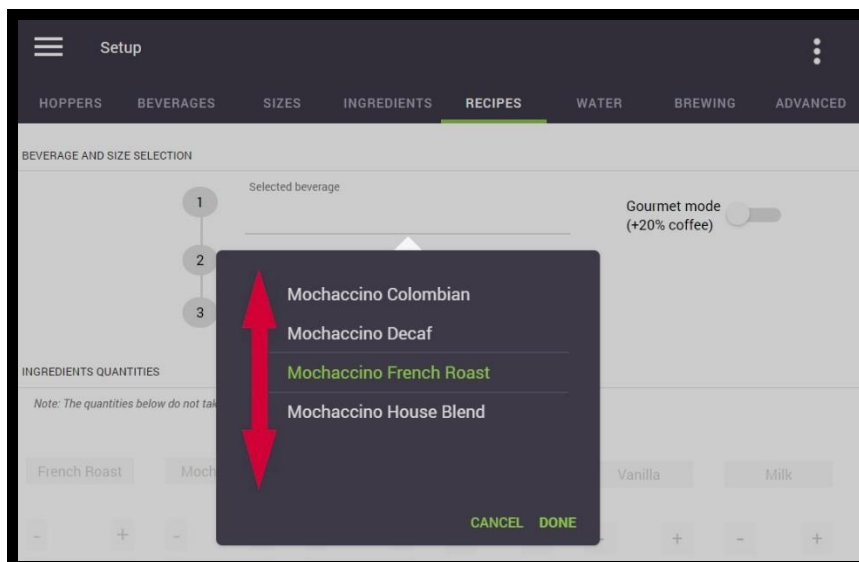 Setup
HOPPERS BEVERAGES SIZES INGREDIENTS RECIPES WATER BREWING ADVANCED
BEVERAGE AND SIZE SELECTION
1
Selected beverage
Gourmet mode
(+20% coffee)
2
3
Mochaccino Colombian
Mochaccino Decaf
Mochaccino French Roast
Mochaccino House Blend
CANCEL DONE
INGREDIENTS QUANTITIES
Note: The quantities below do not
French Roast Vanilla Milk
- + - + - +